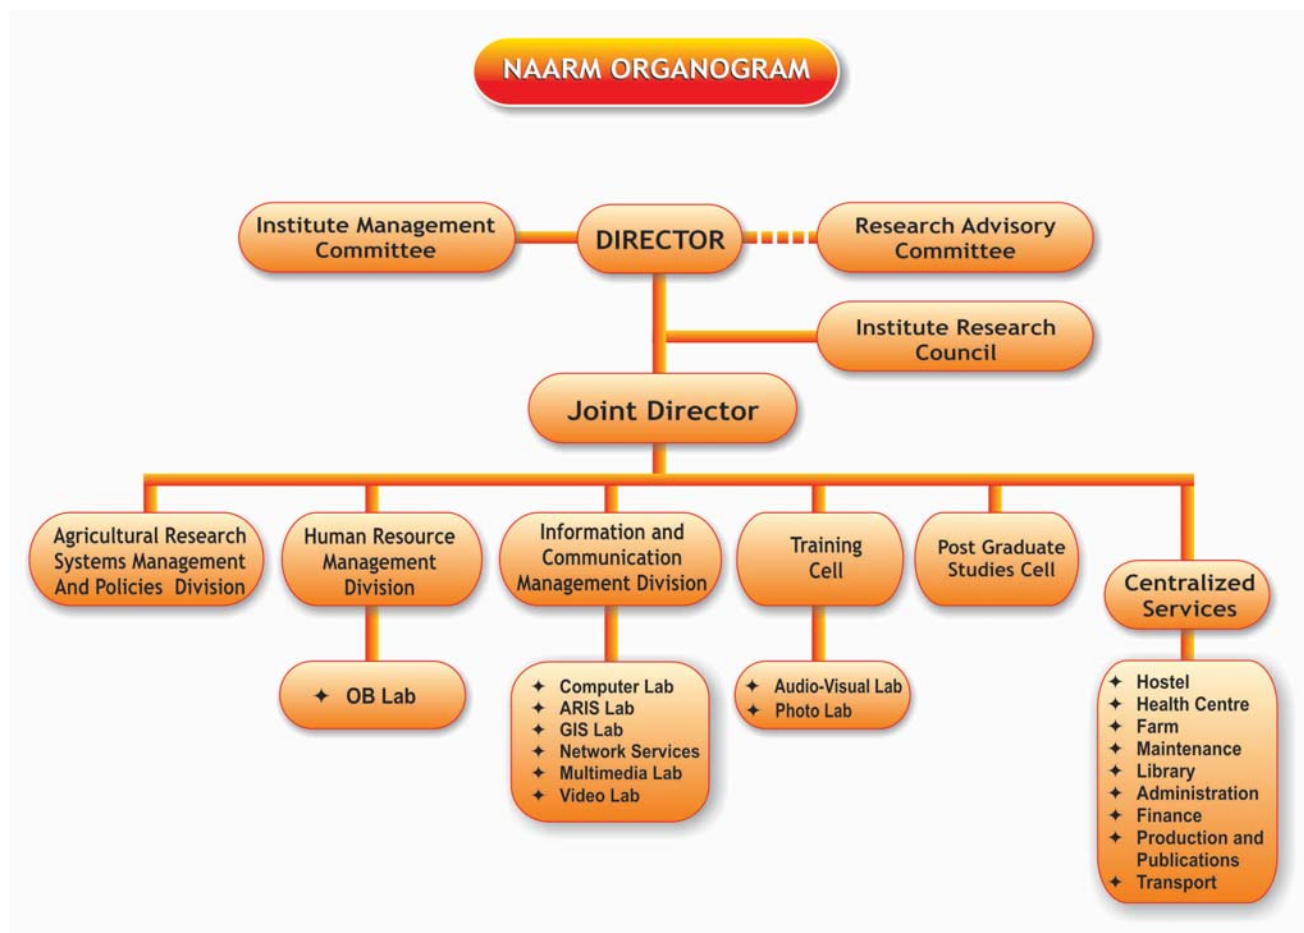 NAARM ORGANOGRAM
Institute Management
Committee
DIRECTOR
Research Advisory
Committee
Institute Research
Council
Joint Director
Agricultural Research
Systems Management
And Policies Division
Human Resource
Management
Division
Information and
Communication
Management Division
Training
Cell
Post Graduate
Studies Cell
Centralized
Services
✦ OB Lab
✦ Computer Lab
✦ ARIS Lab
✦ GIS Lab
✦ Network Services
✦ Multimedia Lab
✦ Video Lab
✦ Audio-Visual Lab
✦ Photo Lab
✦ Hostel
✦ Health Centre
✦ Farm
✦ Maintenance
✦ Library
✦ Administration
✦ Finance
✦ Production and
Publications
✦ Transport